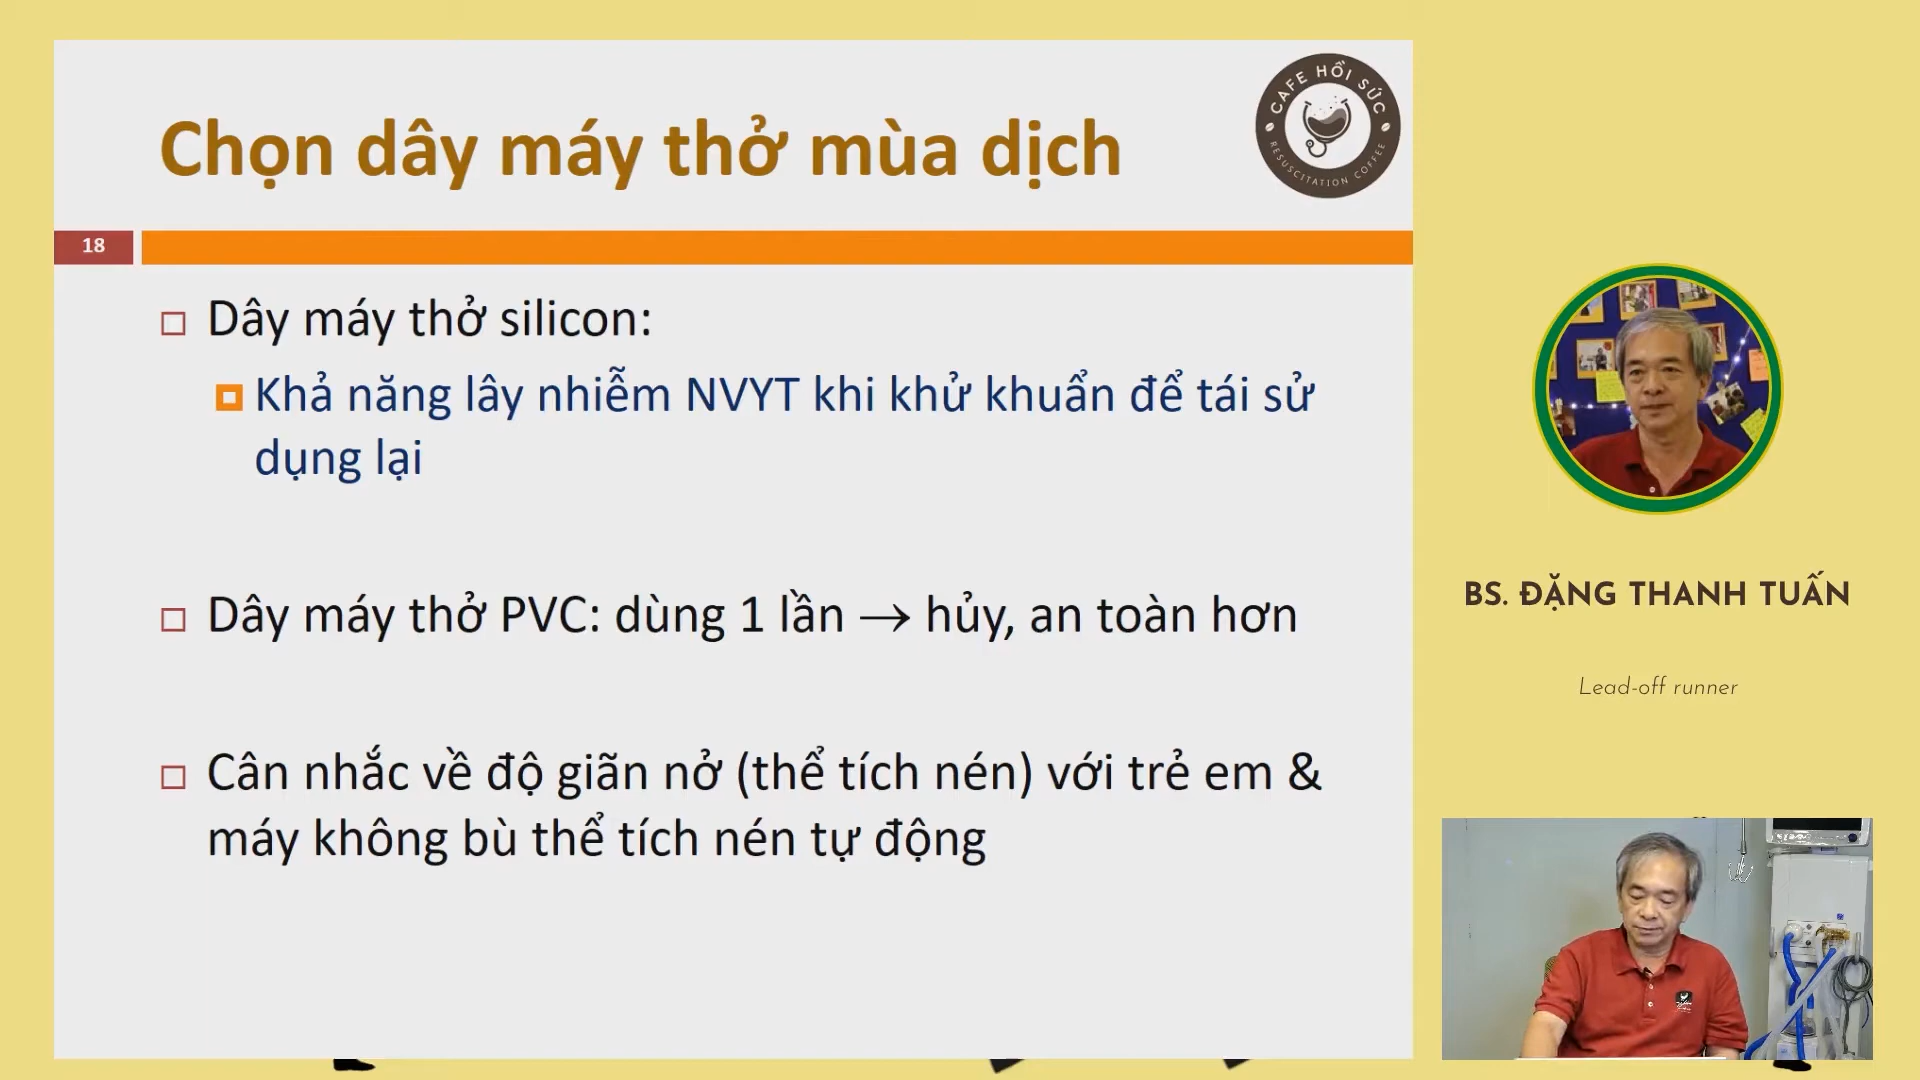 Chọn dây máy thở mùa dịch
CAFE HỒI SỨC
RESUSCITATION COFFEE
18
Dây máy thở silicon:
Khả năng lây nhiễm NVYT khi khử khuẩn để tái sử
dụng lại
Dây máy thở PVC: dùng 1 lần → hủy, an toàn hơn
Cân nhắc về độ giãn nở (thể tích nén) với trẻ em &
máy không bù thể tích nén tự động
BS. ĐẶNG THANH TUẤN
Lead-off runner